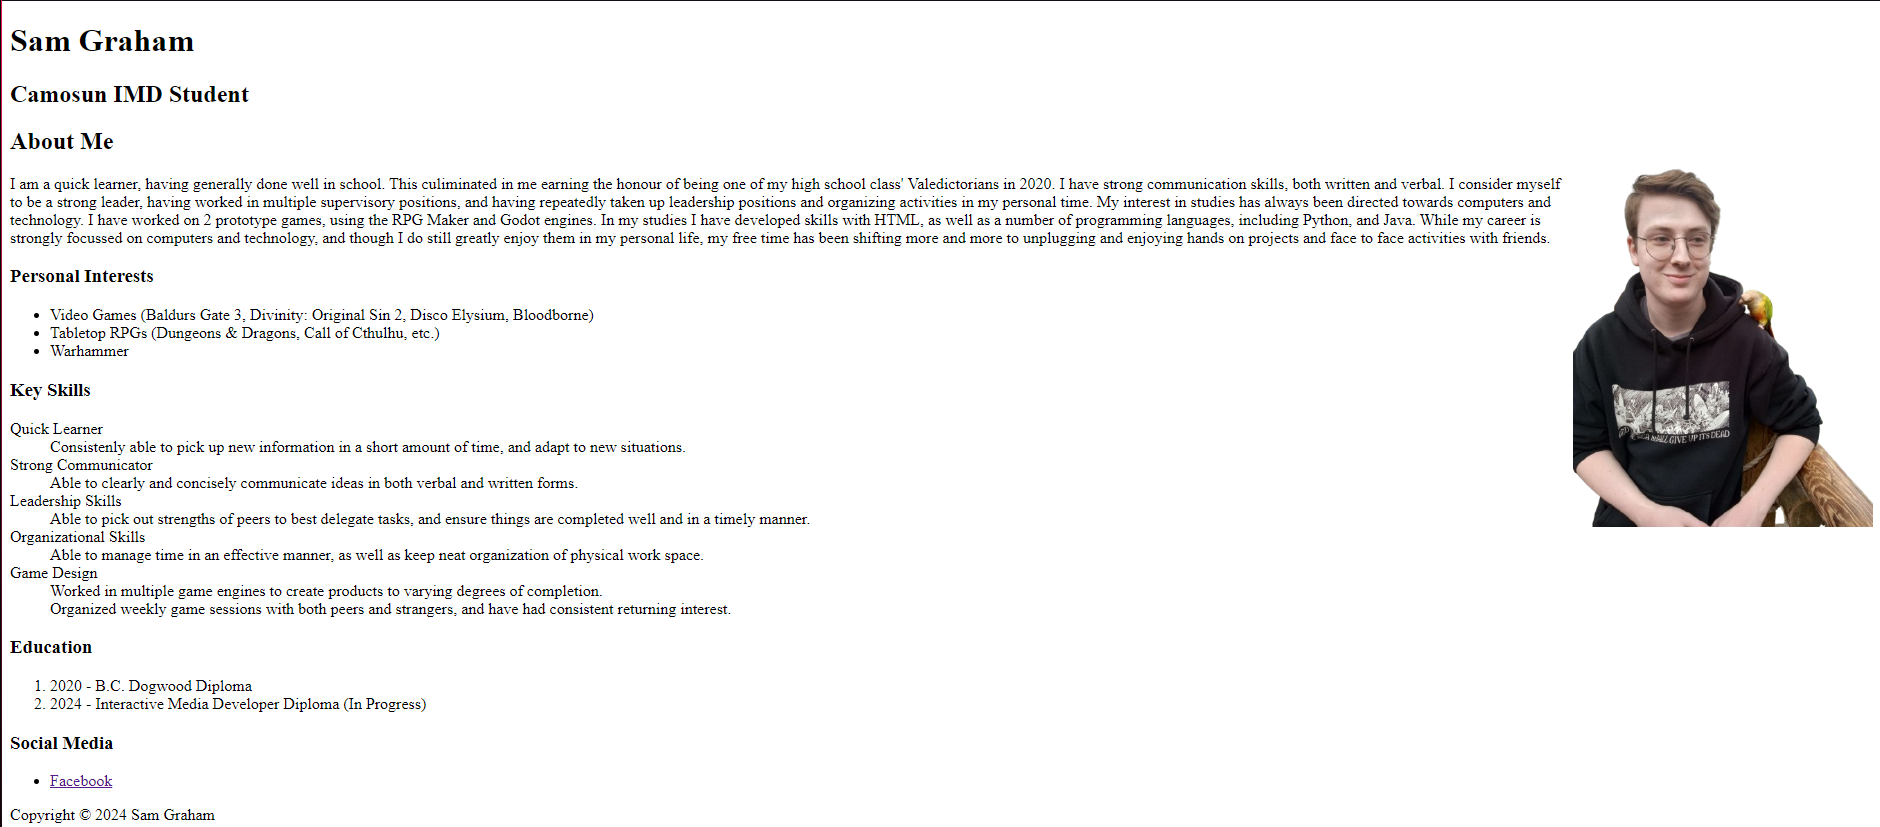 Sam Graham
Camosun IMD Student
About Me
I am a quick learner, having generally done well in school. This culiminated in me earning the honour of being one of my high school class' Valedictorians in 2020. I have strong communication skills, both written and verbal. I consider myself
to be a strong leader, having worked in multiple supervisory positions, and having repeatedly taken up leadership positions and organizing activities in my personal time. My interest in studies has always been directed towards computers and
technology. I have worked on 2 prototype games, using the RPG Maker and Godot engines. In my studies I have developed skills with HTML, as well as a number of programming languages, including Python, and Java. While my career is
strongly focussed on computers and technology, and though I do still greatly enjoy them in my personal life, my free time has been shifting more and more to unplugging and enjoying hands on projects and face to face activities with friends.
Personal Interests
• Video Games (Baldurs Gate 3, Divinity: Original Sin 2, Disco Elysium, Bloodborne)
• Tabletop RPGs (Dungeons & Dragons, Call of Cthulhu, etc.)
• Warhammer
Key Skills
Quick Learner
Consistenly able to pick up new information in a short amount of time, and adapt to new situations.
Strong Communicator
Able to clearly and concisely communicate ideas in both verbal and written forms.
Leadership Skills
Able to pick out strengths of peers to best delegate tasks, and ensure things are completed well and in a timely manner.
Organizational Skills
Able to manage time in an effective manner, as well as keep neat organization of physical work space.
Game Design
Worked in multiple game engines to create products to varying degrees of completion.
Organized weekly game sessions with both peers and strangers, and have had consistent returning interest.
Education
1. 2020 - B.C. Dogwood Diploma
2. 2024 - Interactive Media Developer Diploma (In Progress)
Social Media
• Facebook
Copyright © 2024 Sam Graham
GIVE UP ITS DEAD